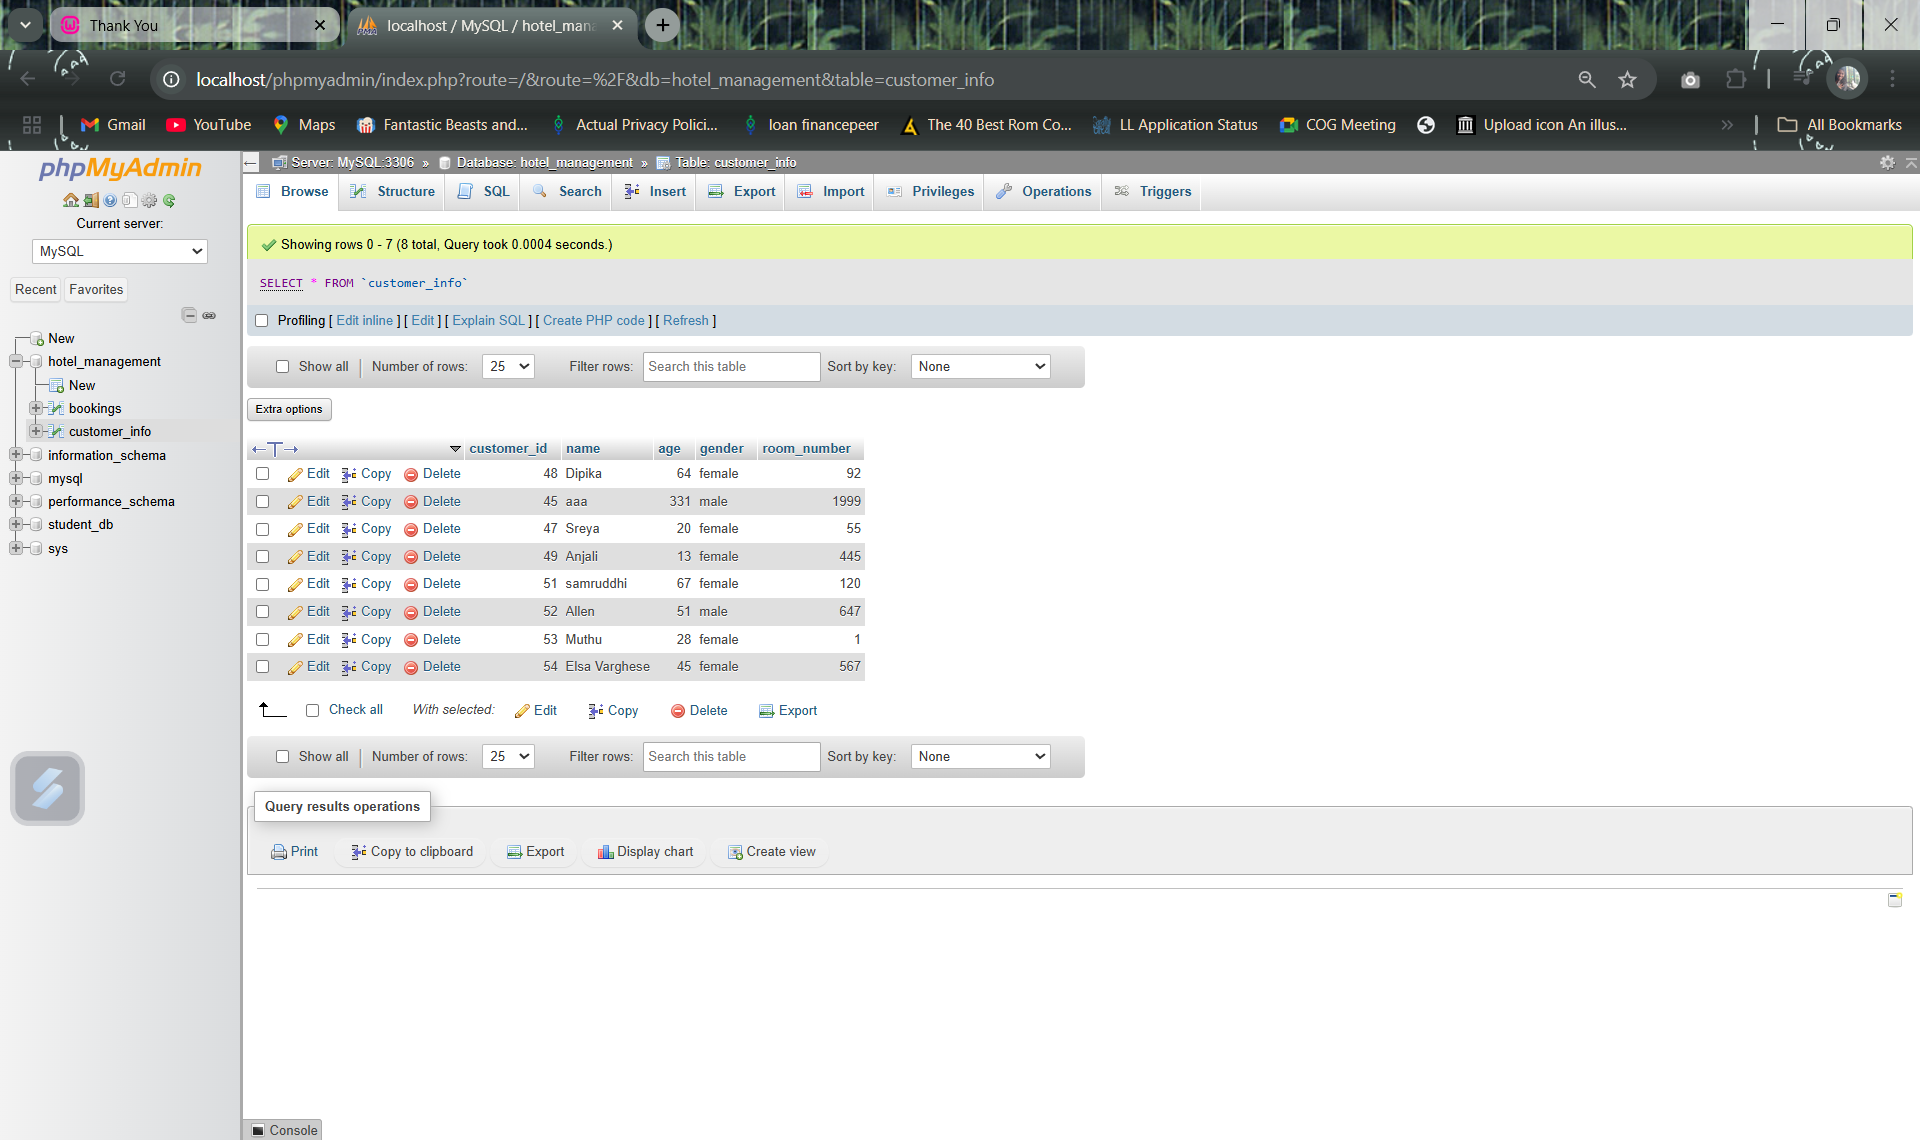 Thank You
localhost / MySQL / hotel_mana
localhost/phpmyadmin/index.php?route=/&route=%2F&db=hotel_management&table=customer_info
Gmail YouTube Maps Fantastic Beasts and... Actual Privacy Polici... loan financepeer The 40 Best Rom Co... LL Application Status COG Meeting Upload icon An illus... » All Bookmarks
phpMyAdmin
Current server:
MySQL
Recent Favorites
New
hotel_management
New
bookings
customer_info
information_schema
mysql
performance_schema
student_db
sys
Server: MySQL:3306 » Database: hotel_management » Table: customer_info
Browse Structure SQL Search Insert Export Import Privileges Operations Triggers
Showing rows 0 - 7 (8 total, Query took 0.0004 seconds.)
SELECT * FROM `customer_info`
Profiling [ Edit inline ] [ Edit ] [ Explain SQL ] [ Create PHP code ] [ Refresh ]
Show all Number of rows: 25 Filter rows: Search this table Sort by key: None
Extra options
←T→ customer_id name age gender room_number
Edit Copy Delete 48 Dipika 64 female 92
Edit Copy Delete 45 aaa 331 male 1999
Edit Copy Delete 47 Sreya 20 female 55
Edit Copy Delete 49 Anjali 13 female 445
Edit Copy Delete 51 samruddhi 67 female 120
Edit Copy Delete 52 Allen 51 male 647
Edit Copy Delete 53 Muthu 28 female 1
Edit Copy Delete 54 Elsa Varghese 45 female 567
Check all With selected: Edit Copy Delete Export
Show all Number of rows: 25 Filter rows: Search this table Sort by key: None
Query results operations
Print Copy to clipboard Export Display chart Create view
Console